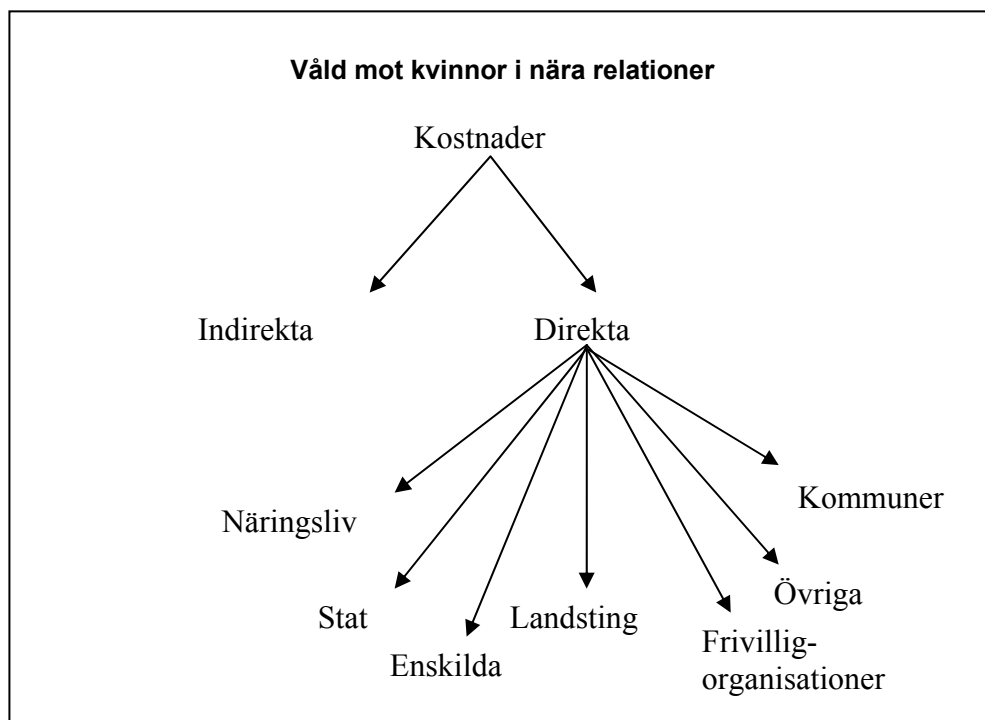 Våld mot kvinnor i nära relationer
Kostnader
Indirekta
Direkta
Näringsliv
Kommuner
Stat
Enskilda
Landsting
Övriga
Frivillig-
organisationer